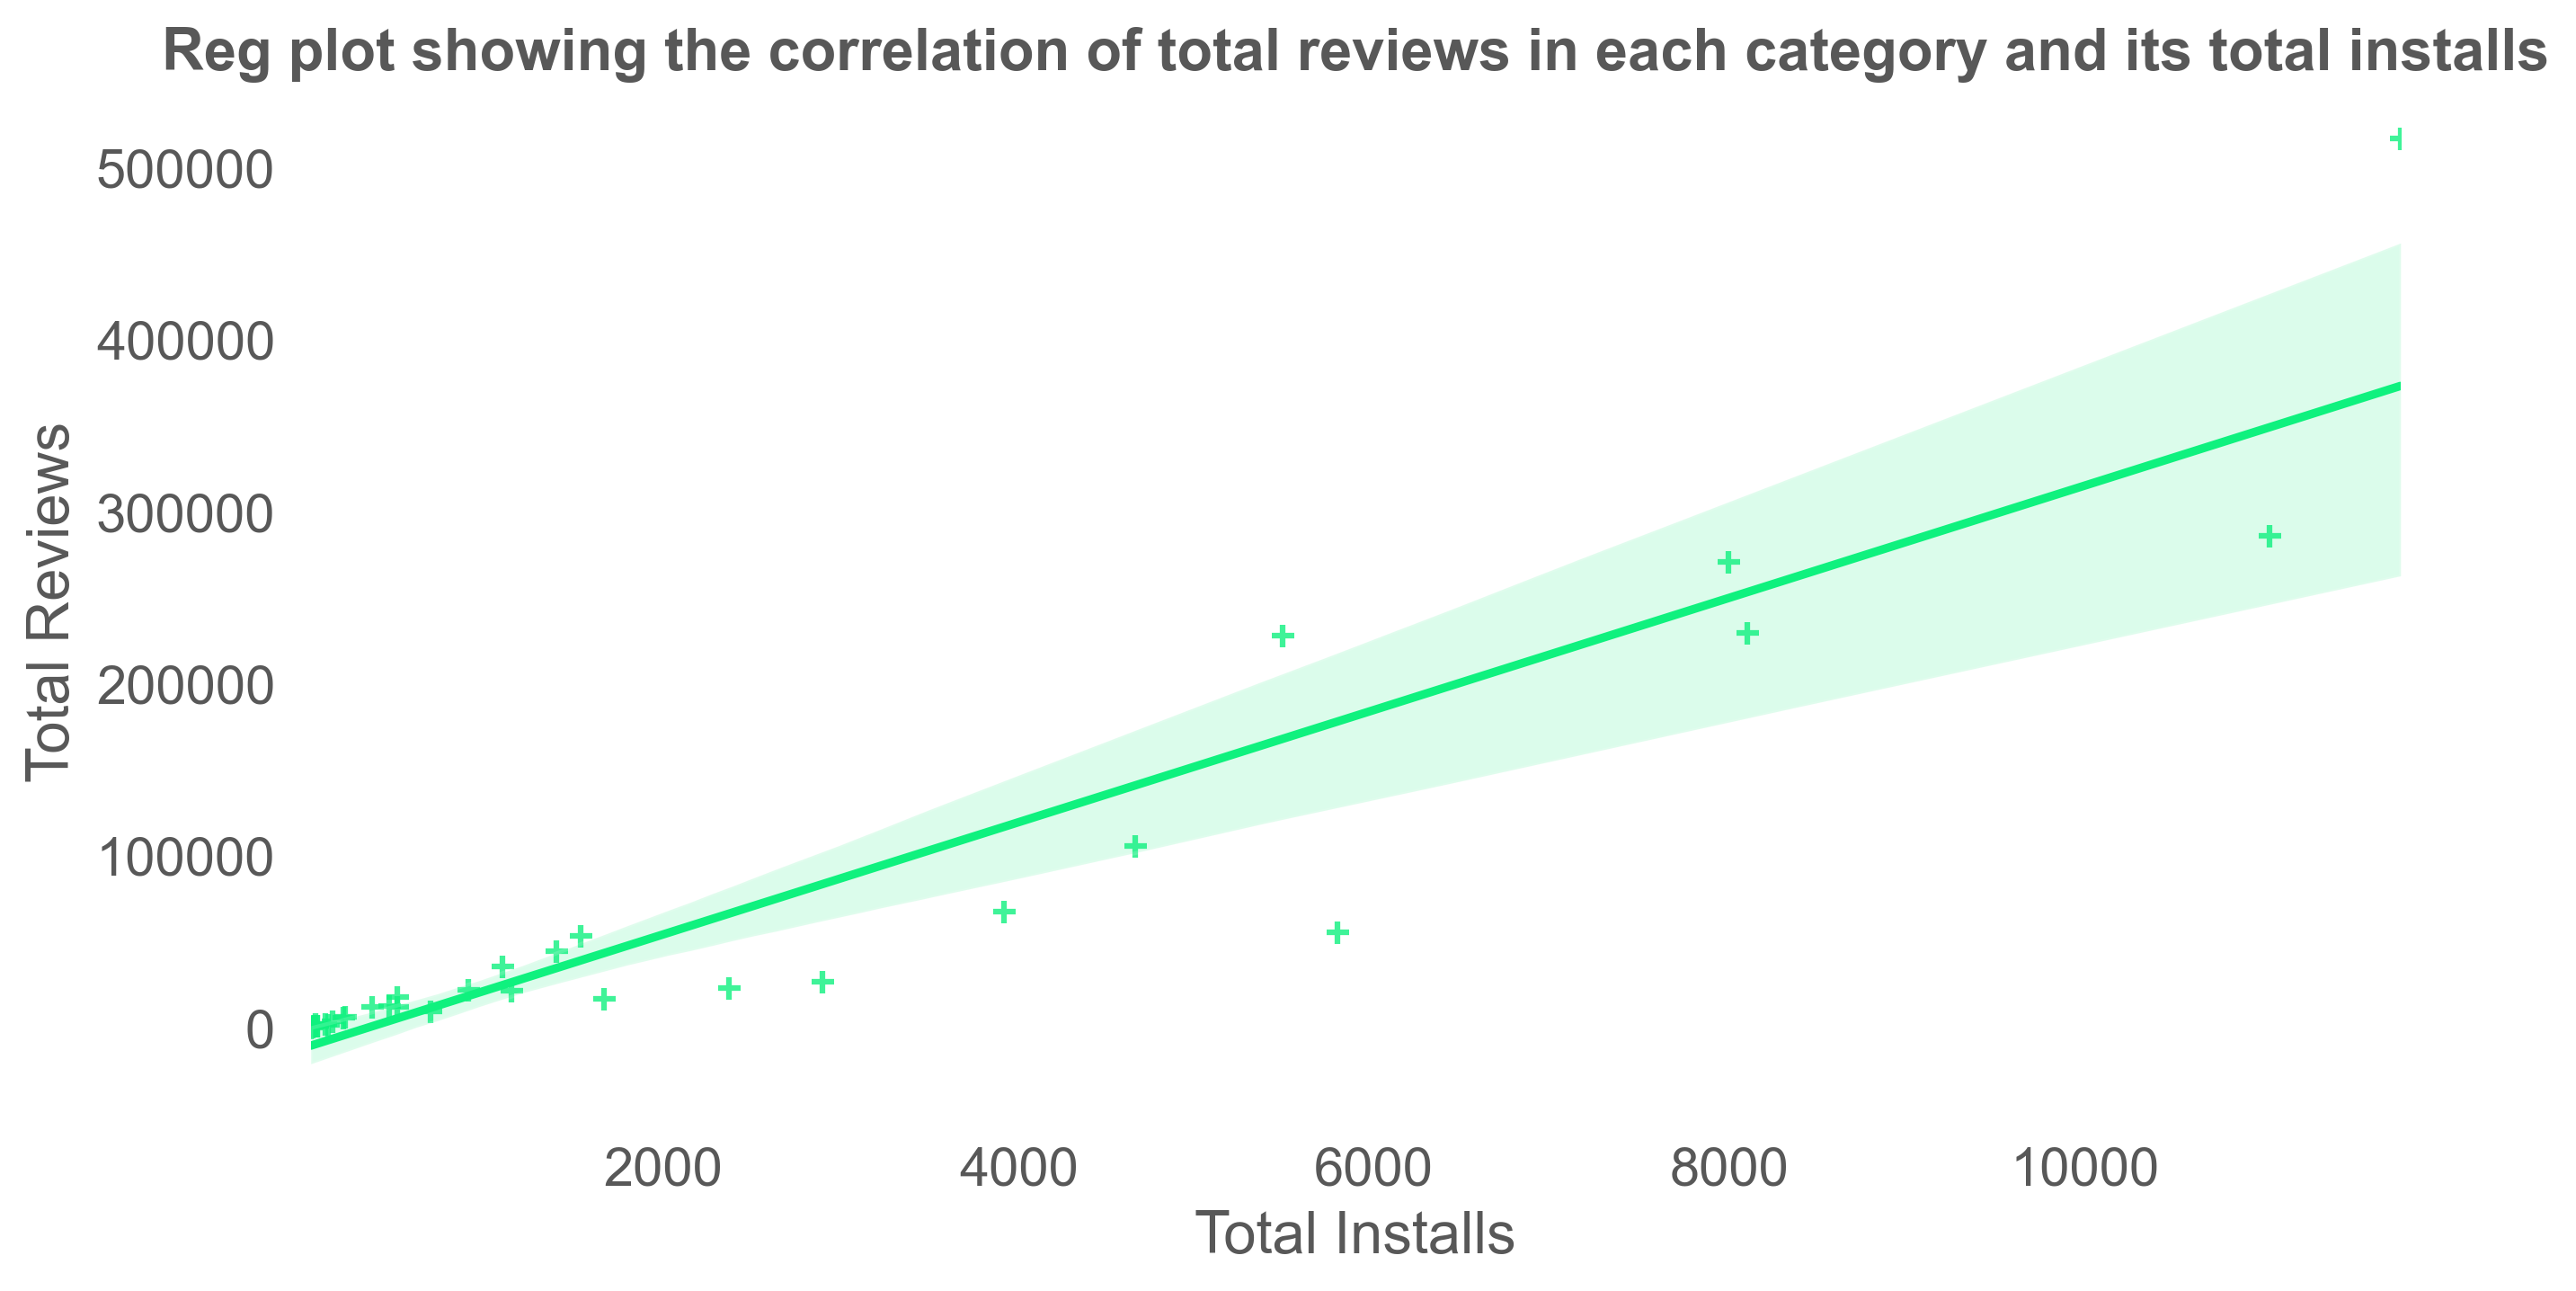 Reg plot showing the correlation of total reviews in each category and its total installs
500000
400000
300000
200000
100000
0
Total Reviews
2000 4000 6000 8000 10000
Total Installs